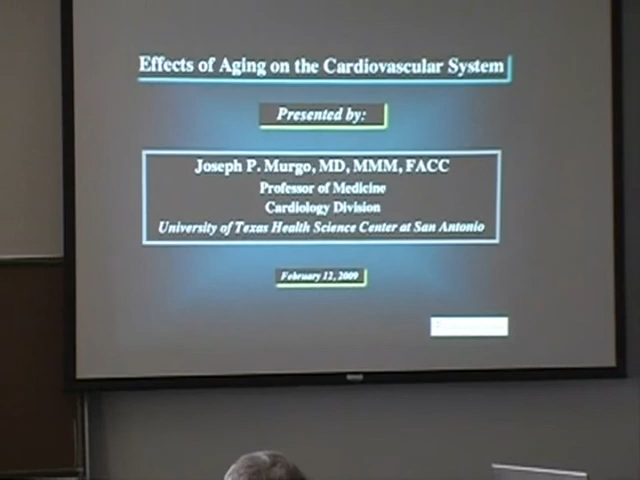 Effects of Aging on the Cardiovascular System
Presented by:
Joseph P. Murgo, MD, MMM, FACC
Professor of Medicine
Cardiology Division
University of Texas Health Science Center at San Antonio
February 12, 2009